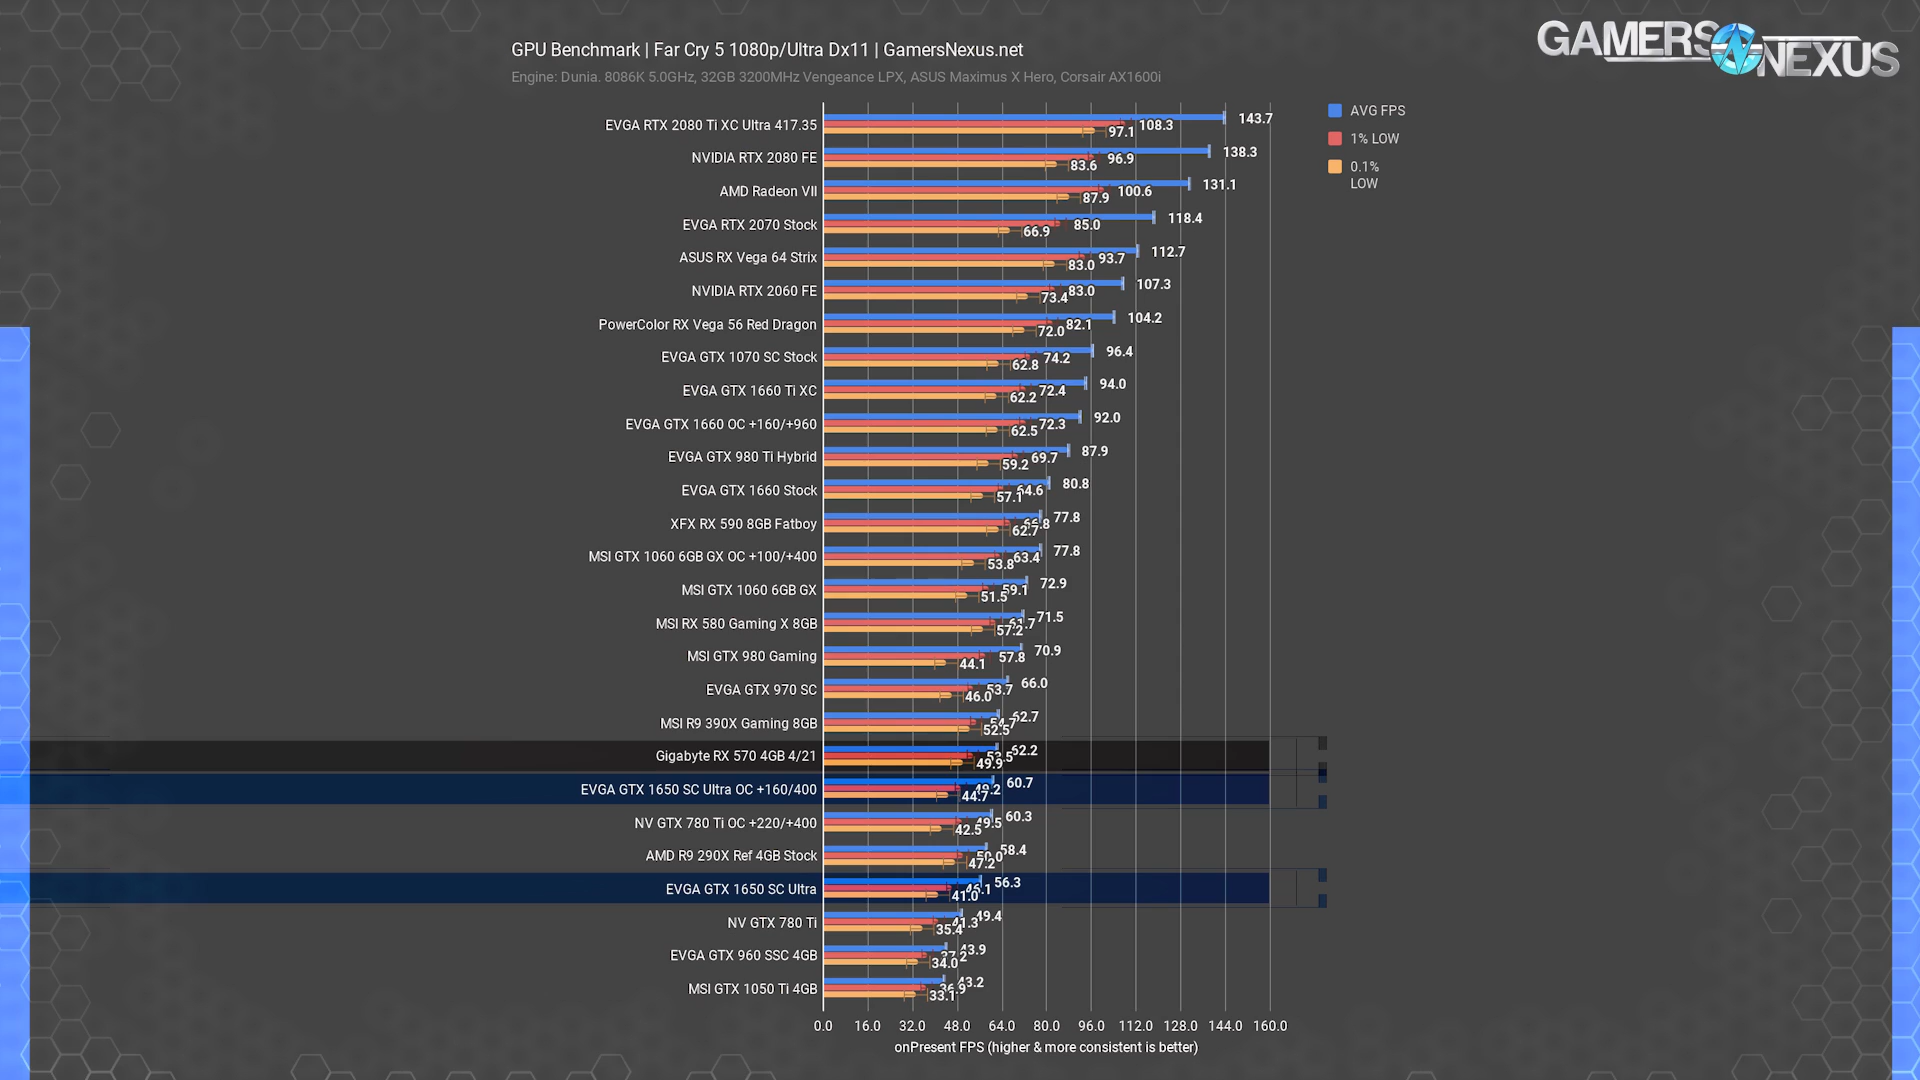 GAMERS NEXUS
GPU Benchmark | Far Cry 5 1080p/Ultra Dx11 | GamersNexus.net
Engine: Dunia. 8086K 5.0GHz, 32GB 3200MHz Vengeance LPX, ASUS Maximus X Hero, Corsair AX1600i
AVG FPS
1% LOW
0.1%
LOW
EVGA RTX 2080 Ti XC Ultra 417.35 143.7 108.3 97.1
NVIDIA RTX 2080 FE 138.3 96.9 83.6
AMD Radeon VII 131.1 100.6 87.9
EVGA RTX 2070 Stock 118.4 85.0 66.9
ASUS RX Vega 64 Strix 112.7 93.7 83.0
NVIDIA RTX 2060 FE 107.3 83.0 73.4
PowerColor RX Vega 56 Red Dragon 104.2 82.1 72.0
EVGA GTX 1070 SC Stock 96.4 74.2 62.8
EVGA GTX 1660 Ti XC 94.0 72.4 62.2
EVGA GTX 1660 OC +160/+960 92.0 72.3 62.5
EVGA GTX 980 Ti Hybrid 87.9 69.7 59.2
EVGA GTX 1660 Stock 80.8 64.6 57.1
XFX RX 590 8GB Fatboy 77.8 62.7
MSI GTX 1060 6GB GX OC +100/+400 77.8 63.4 53.8
MSI GTX 1060 6GB GX 72.9 59.1 51.5
MSI RX 580 Gaming X 8GB 71.5 61.7 57.2
MSI GTX 980 Gaming 70.9 57.8 44.1
EVGA GTX 970 SC 66.0 53.7 46.0
MSI R9 390X Gaming 8GB 62.7 54.7 52.5
Gigabyte RX 570 4GB 4/21 62.2 53.5 49.9
EVGA GTX 1650 SC Ultra OC +160/400 60.7 49.2 44.7
NV GTX 780 Ti OC +220/+400 60.3 49.5 42.5
AMD R9 290X Ref 4GB Stock 58.4 50.0 47.2
EVGA GTX 1650 SC Ultra 56.3 46.1 41.0
NV GTX 780 Ti 49.4 41.3 35.4
EVGA GTX 960 SSC 4GB 43.9 37.2 34.0
MSI GTX 1050 Ti 4GB 43.2 36.9 33.1
0.0 16.0 32.0 48.0 64.0 80.0 96.0 112.0 128.0 144.0 160.0
onPresent FPS (higher & more consistent is better)